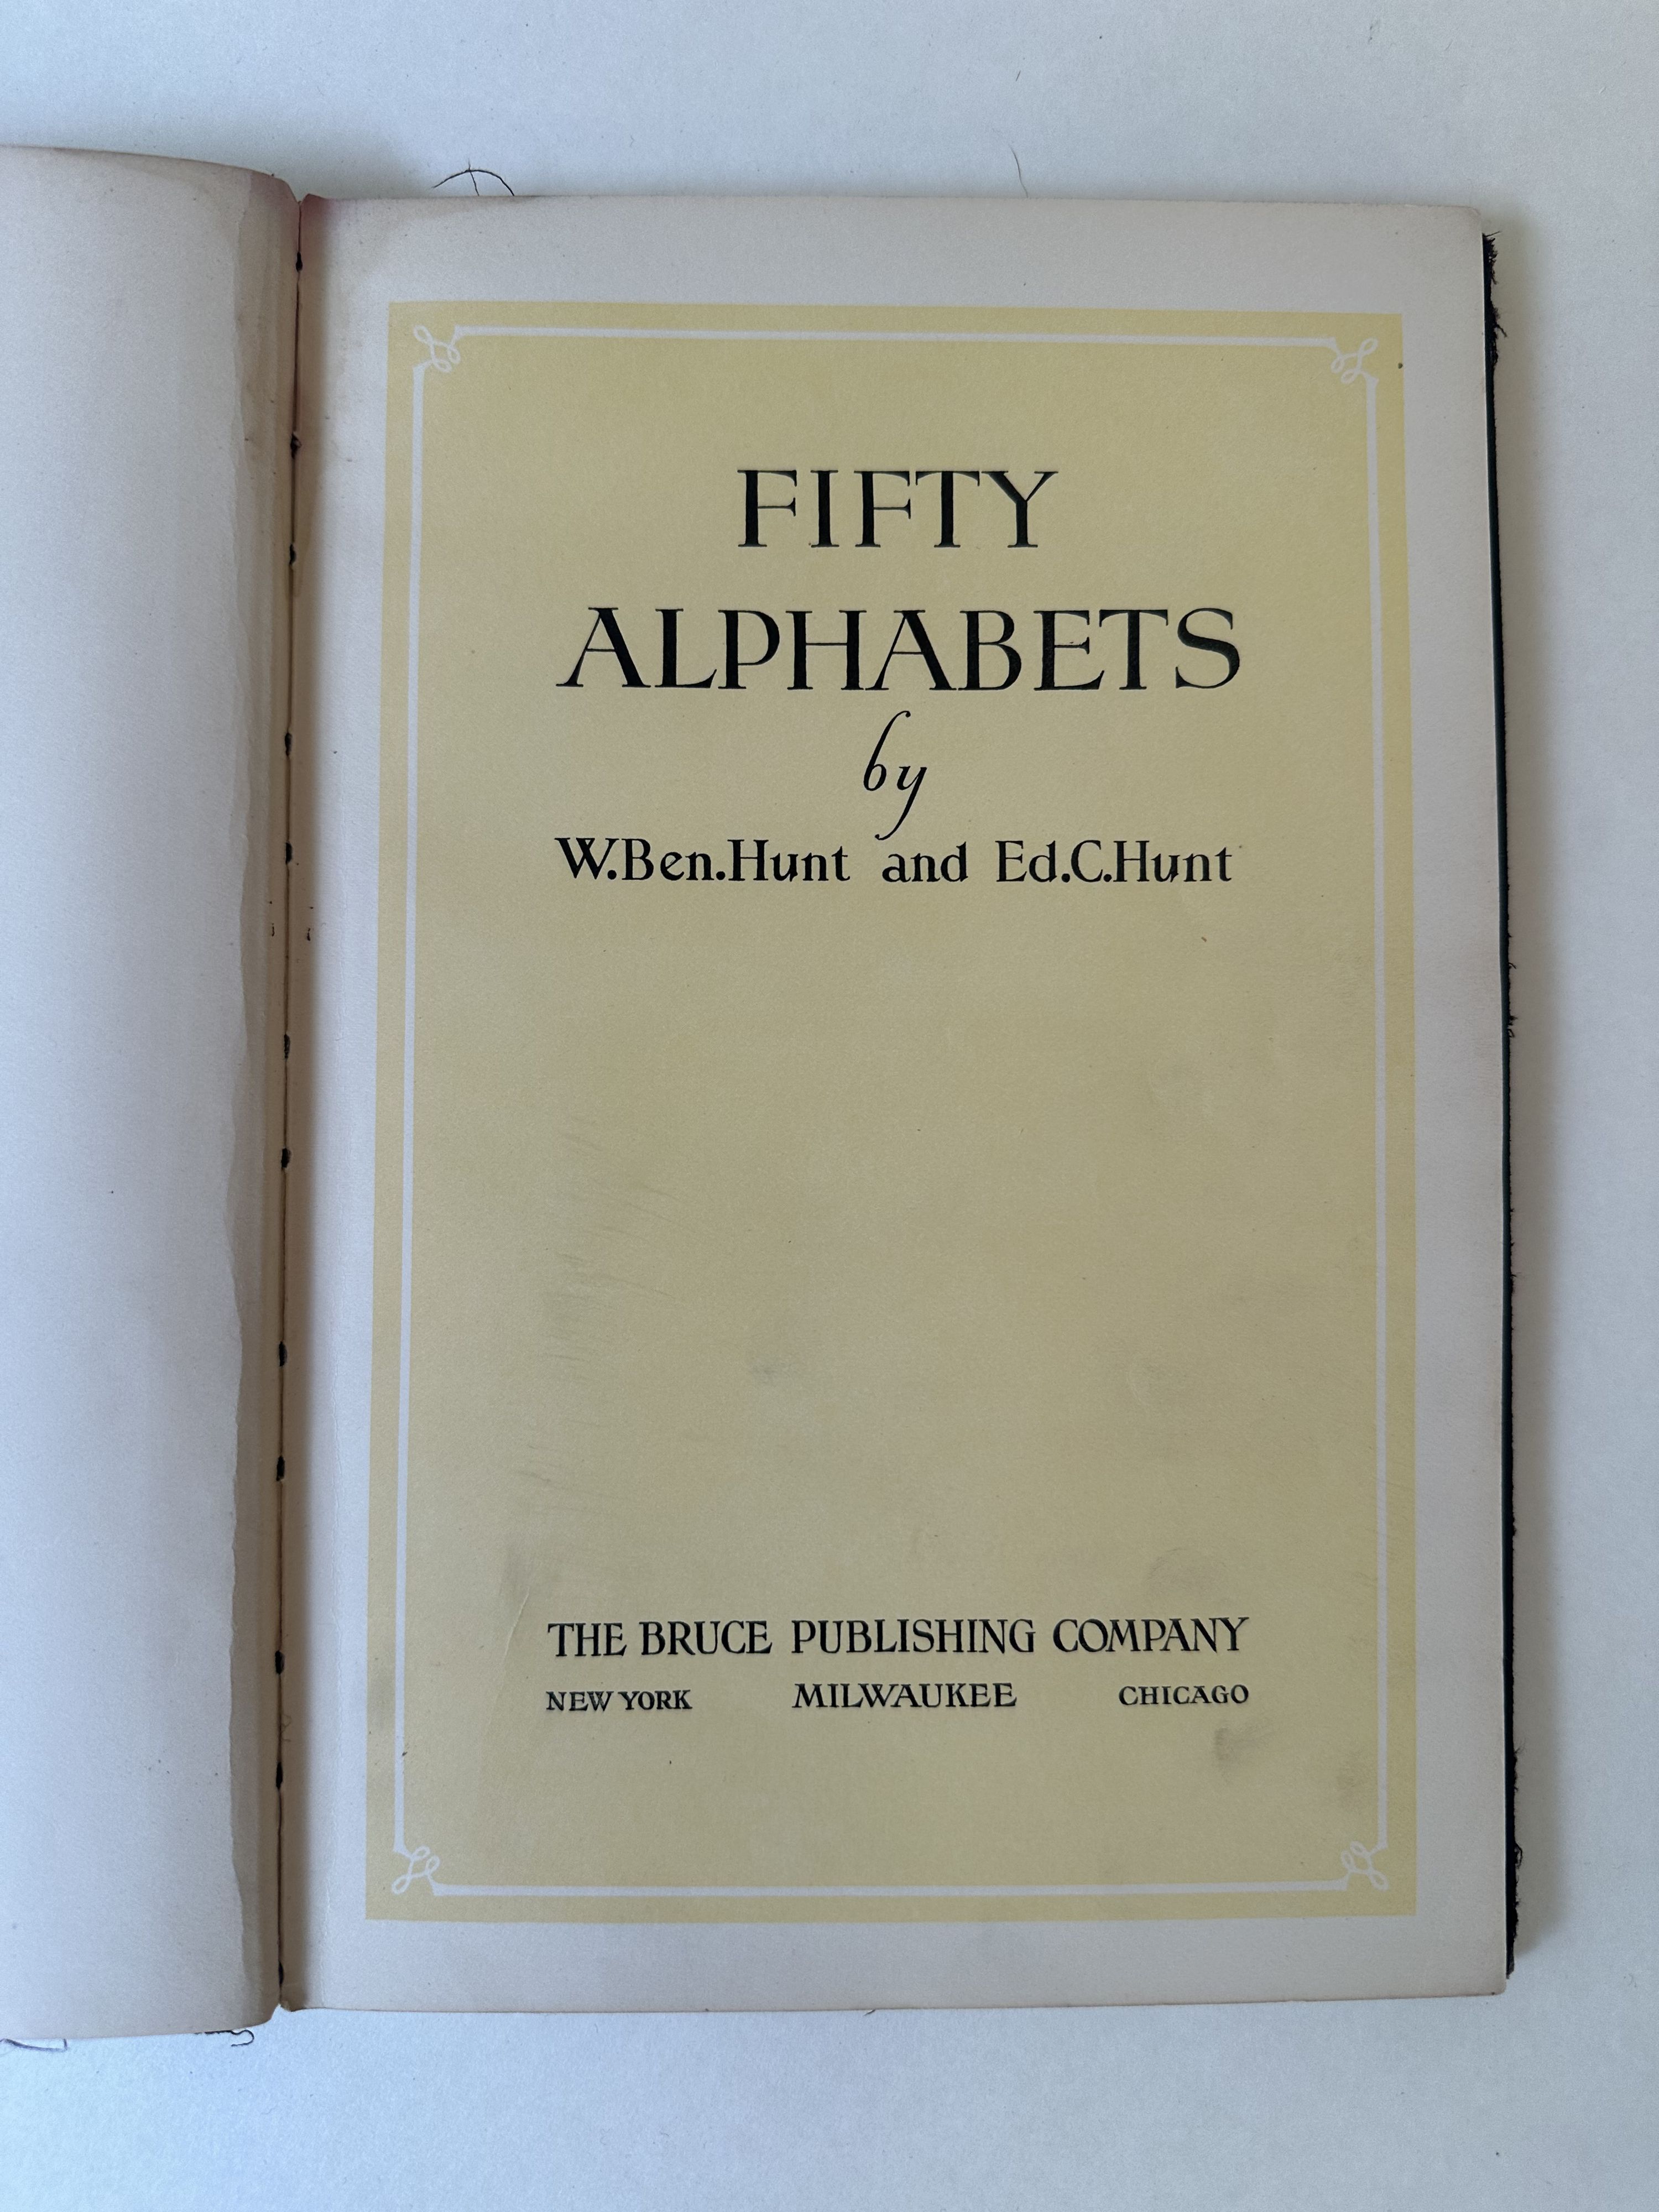 FIFTY
ALPHABETS
by
W.Ben.Hunt and Ed.C.Hunt
THE BRUCE PUBLISHING COMPANY
NEW YORK MILWAUKEE CHICAGO